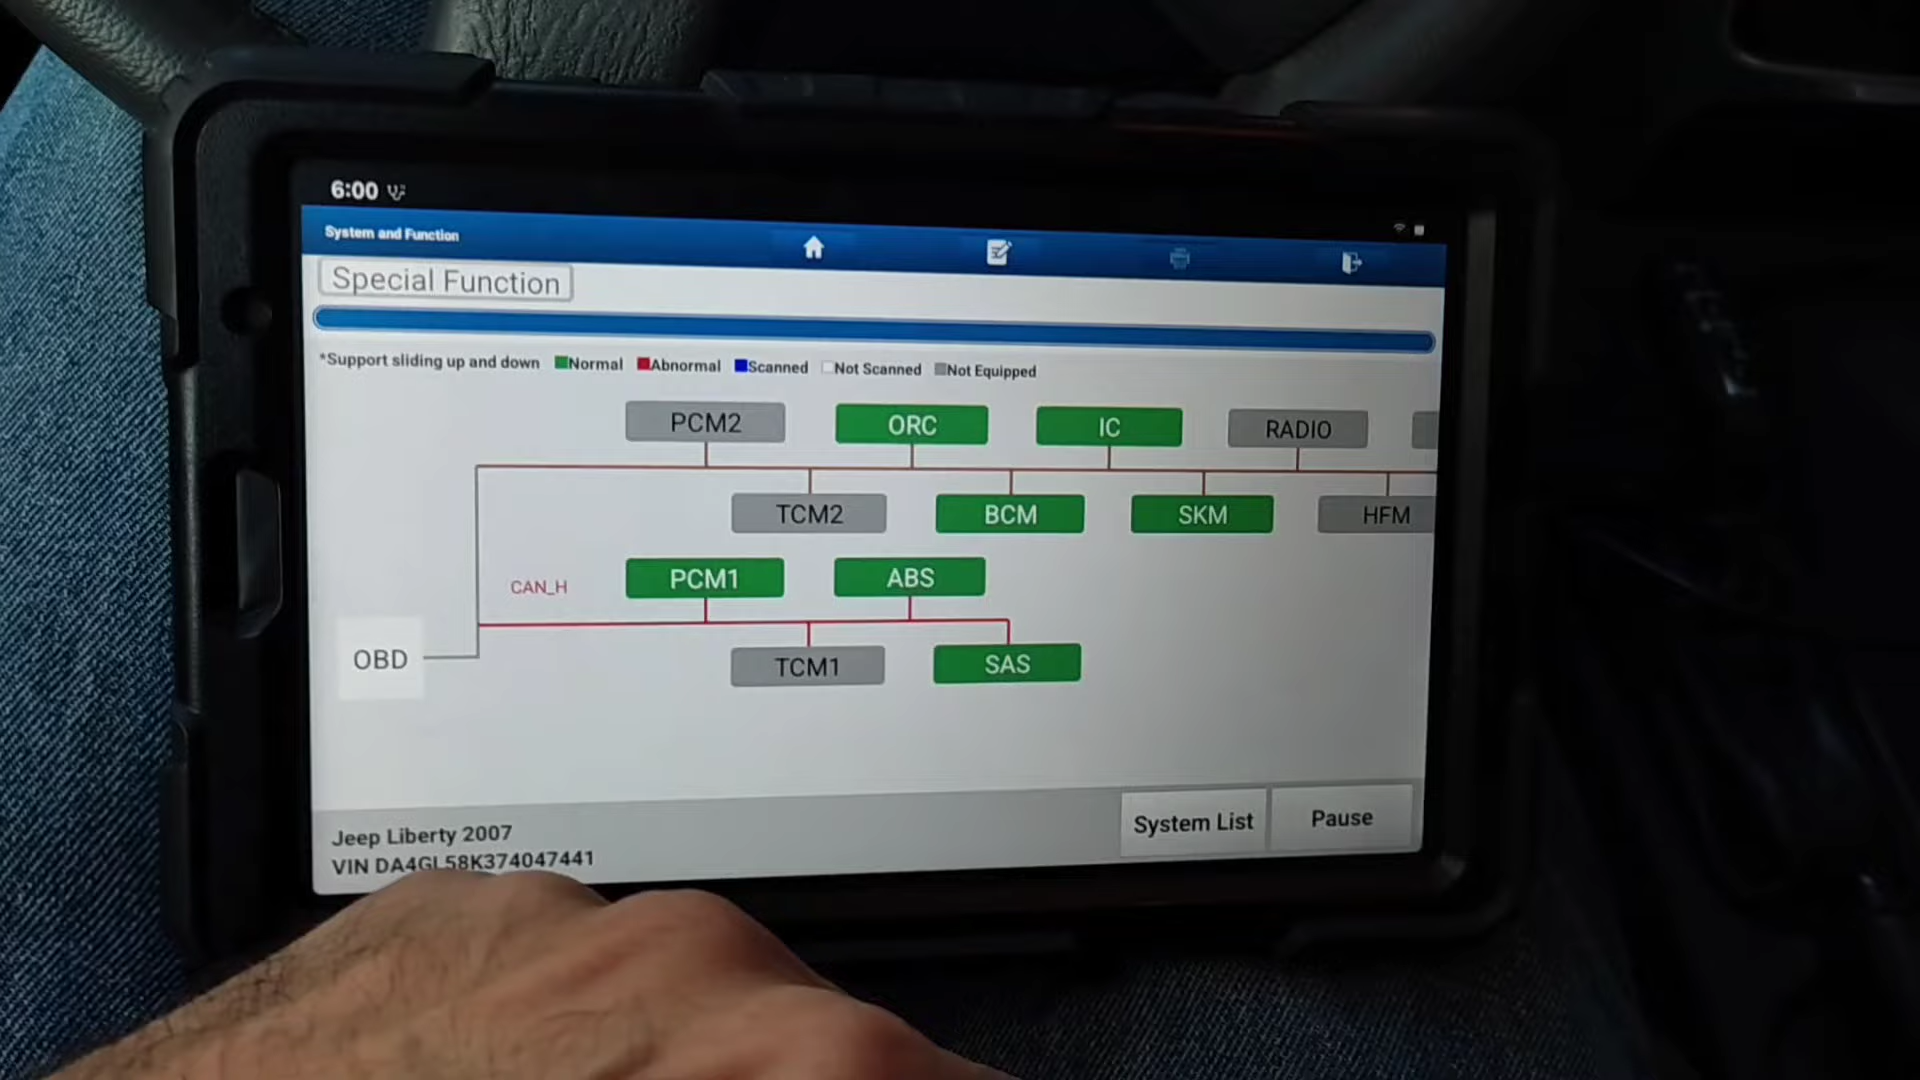 6:00
System and Function
Special Function
*Support sliding up and down Normal Abnormal Scanned Not Scanned Not Equipped
PCM2 ORC IC RADIO
TCM2 BCM SKM HFM
CAN_H PCM1 ABS
OBD TCM1 SAS
System List Pause
Jeep Liberty 2007
VIN DA4GL58K374047441